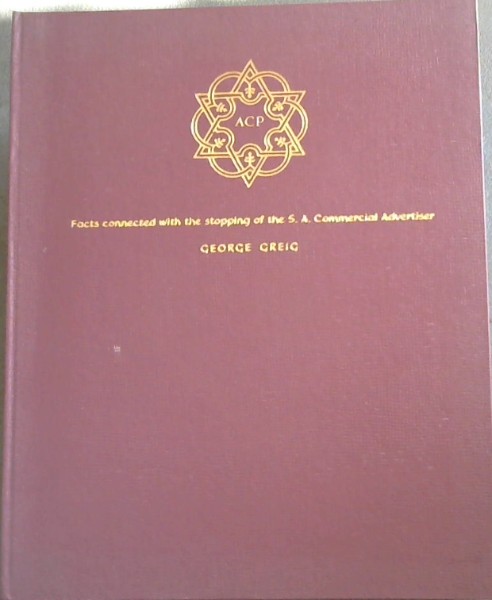 ACP
Facts connected with the stopping of the S. A. Commercial Advertiser
GEORGE GREIG